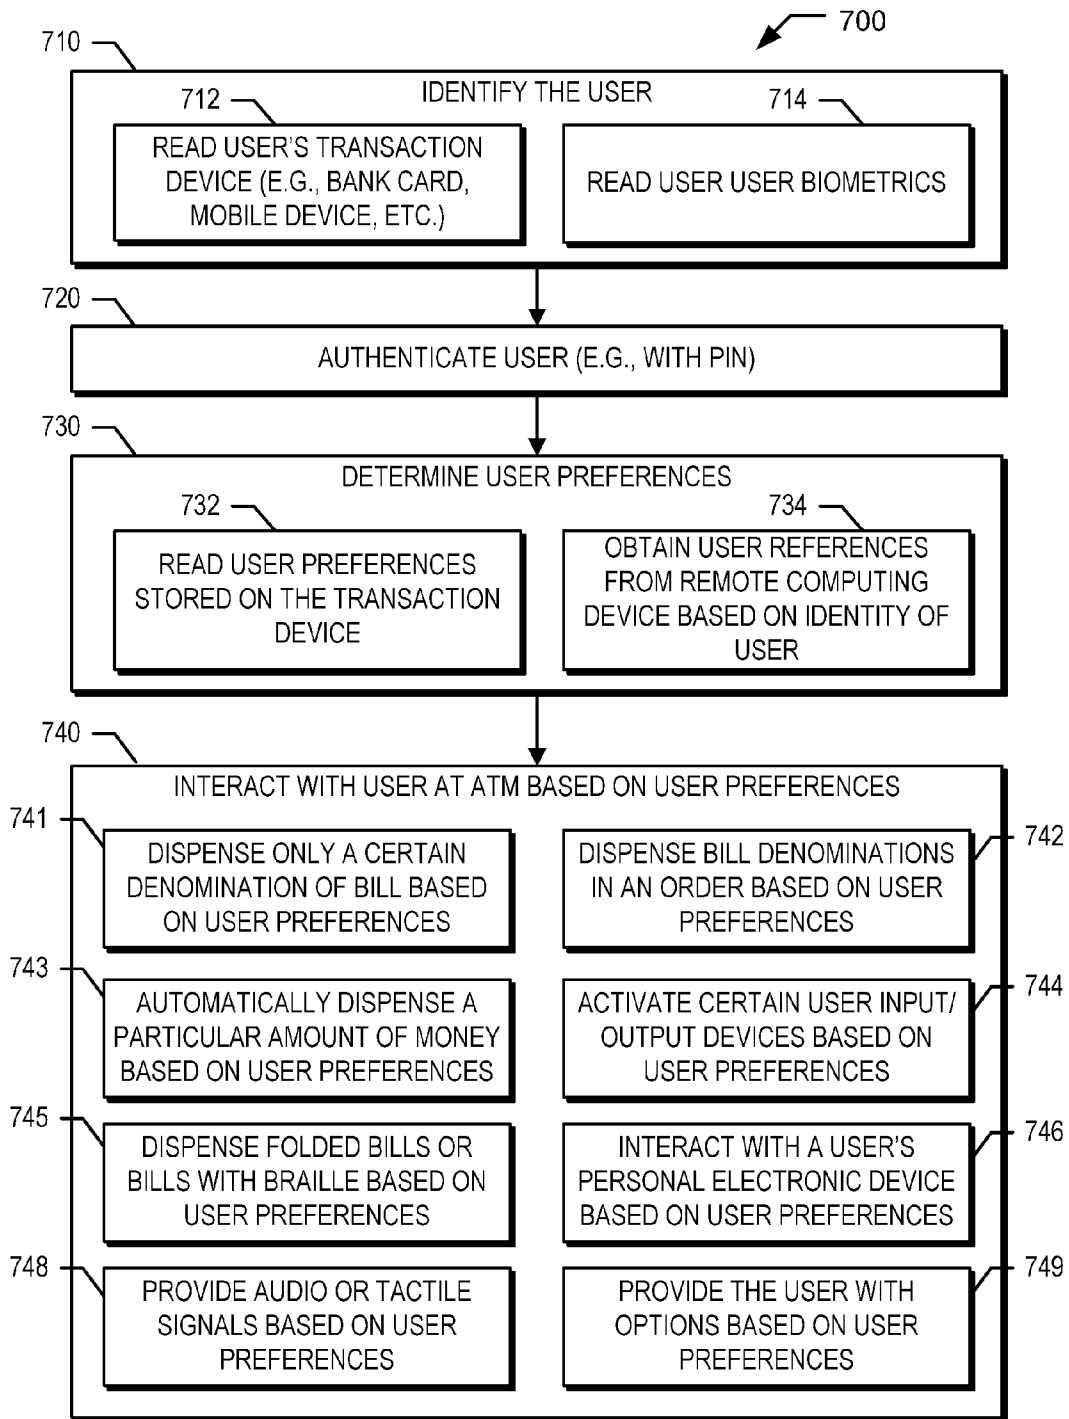 700
710
IDENTIFY THE USER
712
READ USER'S TRANSACTION
DEVICE (E.G., BANK CARD,
MOBILE DEVICE, ETC.)
714
READ USER USER BIOMETRICS
720
AUTHENTICATE USER (E.G., WITH PIN)
730
DETERMINE USER PREFERENCES
732
READ USER PREFERENCES
STORED ON THE TRANSACTION
DEVICE
734
OBTAIN USER REFERENCES
FROM REMOTE COMPUTING
DEVICE BASED ON IDENTITY OF
USER
740
INTERACT WITH USER AT ATM BASED ON USER PREFERENCES
741
DISPENSE ONLY A CERTAIN
DENOMINATION OF BILL BASED
ON USER PREFERENCES
742
DISPENSE BILL DENOMINATIONS
IN AN ORDER BASED ON USER
PREFERENCES
743
AUTOMATICALLY DISPENSE A
PARTICULAR AMOUNT OF MONEY
BASED ON USER PREFERENCES
744
ACTIVATE CERTAIN USER INPUT/
OUTPUT DEVICES BASED ON
USER PREFERENCES
745
DISPENSE FOLDED BILLS OR
BILLS WITH BRAILLE BASED ON
USER PREFERENCES
746
INTERACT WITH A USER'S
PERSONAL ELECTRONIC DEVICE
BASED ON USER PREFERENCES
748
PROVIDE AUDIO OR TACTILE
SIGNALS BASED ON USER
PREFERENCES
749
PROVIDE THE USER WITH
OPTIONS BASED ON USER
PREFERENCES